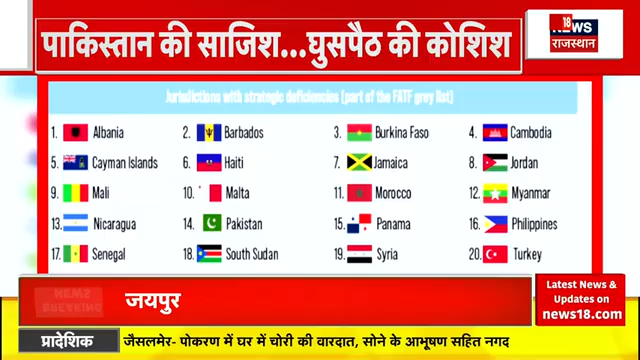 पाकिस्तान की साजिश...घुसपैठ की कोशिश
18
NEWS
राजस्थान
Jurisdictions with strategic deficiencies (part of the FATF grey list)
1. Albania
2. Barbados
3. Burkina Faso
4. Cambodia
5. Cayman Islands
6. Haiti
7. Jamaica
8. Jordan
9. Mali
10. Malta
11. Morocco
12. Myanmar
13. Nicaragua
14. Pakistan
15. Panama
16. Philippines
17. Senegal
18. South Sudan
19. Syria
20. Turkey
जयपुर
Latest News &
Updates on
news18.com
प्रादेशिक
जैसलमेर- पोकरण में घर में चोरी की वारदात, सोने के आभूषण सहित नगद